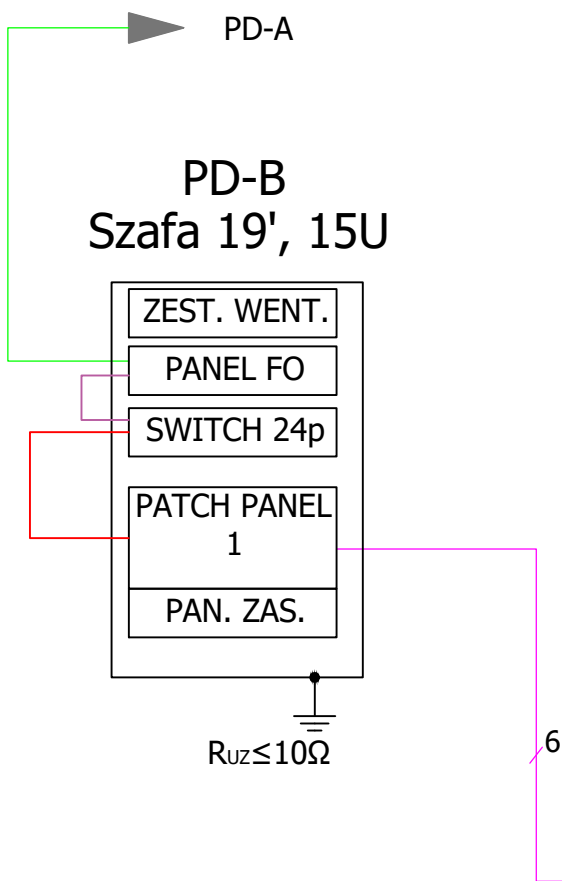 PD-A
PD-B
Szafa 19', 15U
ZEST. WENT.
PANEL FO
SWITCH 24p
PATCH PANEL
1
PAN. ZAS.
RUZ≤10Ω
6